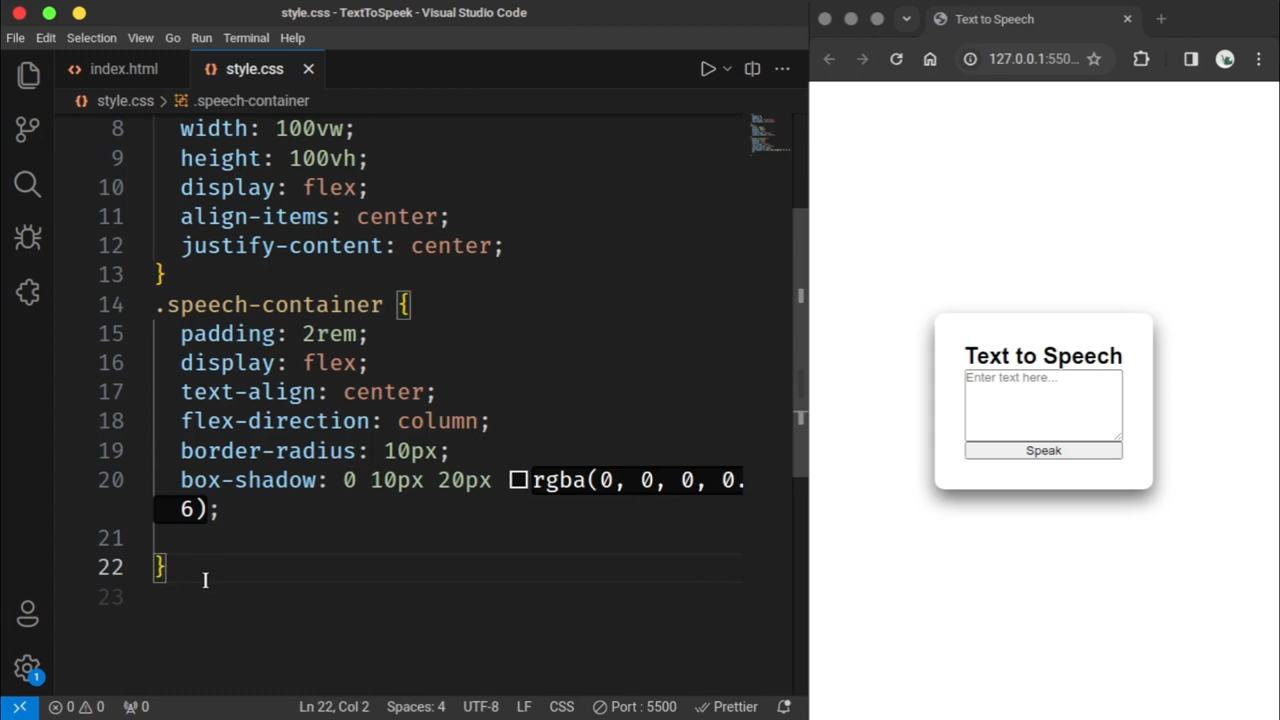 style.css - TextToSpeek - Visual Studio Code
File Edit Selection View Go Run Terminal Help
index.html
style.css
style.css > .speech-container
8 width: 100vw;
9 height: 100vh;
10 display: flex;
11 align-items: center;
12 justify-content: center;
13 }
14 .speech-container {
15 padding: 2rem;
16 display: flex;
17 text-align: center;
18 flex-direction: column;
19 border-radius: 10px;
20 box-shadow: 0 10px 20px rgba(0, 0, 0, 0.
6);
21
22 }
23
1
0 0 0
Ln 22, Col 2 Spaces: 4 UTF-8 LF CSS Port : 5500 Prettier
Text to Speech
127.0.0.1:550...
Text to Speech
Enter text here...
Speak